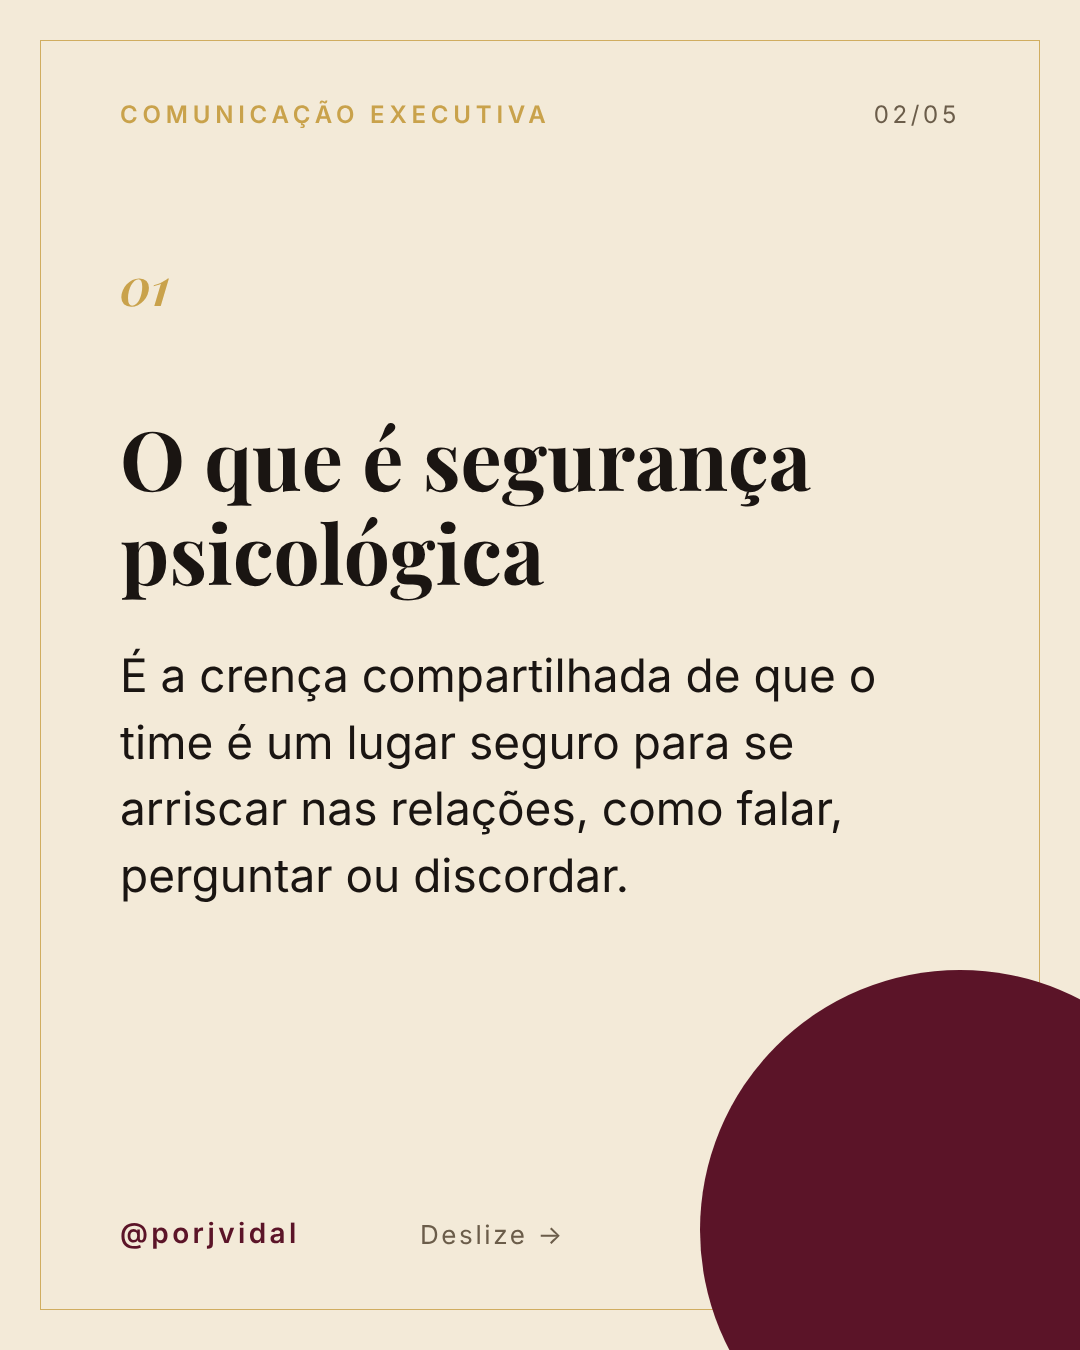 COMUNICAÇÃO EXECUTIVA
02/05
01
O que é segurança
psicológica
É a crença compartilhada de que o
time é um lugar seguro para se
arriscar nas relações, como falar,
perguntar ou discordar.
@porjvidal
Deslize →